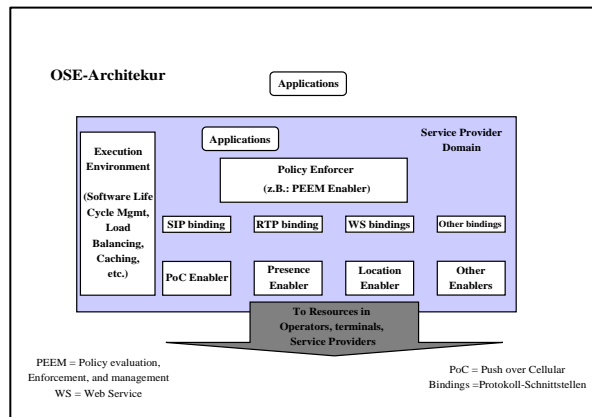 OSE-Architekur
Applications
Service Provider
Domain
Applications
Execution
Environment
(Software Life
Cycle Mgmt,
Load
Balancing,
Caching,
etc.)
Policy Enforcer
(z.B.: PEEM Enabler)
SIP binding
RTP binding
WS bindings
Other bindings
PoC Enabler
Presence
Enabler
Location
Enabler
Other
Enablers
To Resources in
Operators, terminals,
Service Providers
PEEM = Policy evaluation,
Enforcement, and management
WS = Web Service
PoC = Push over Cellular
Bindings =Protokoll-Schnittstellen